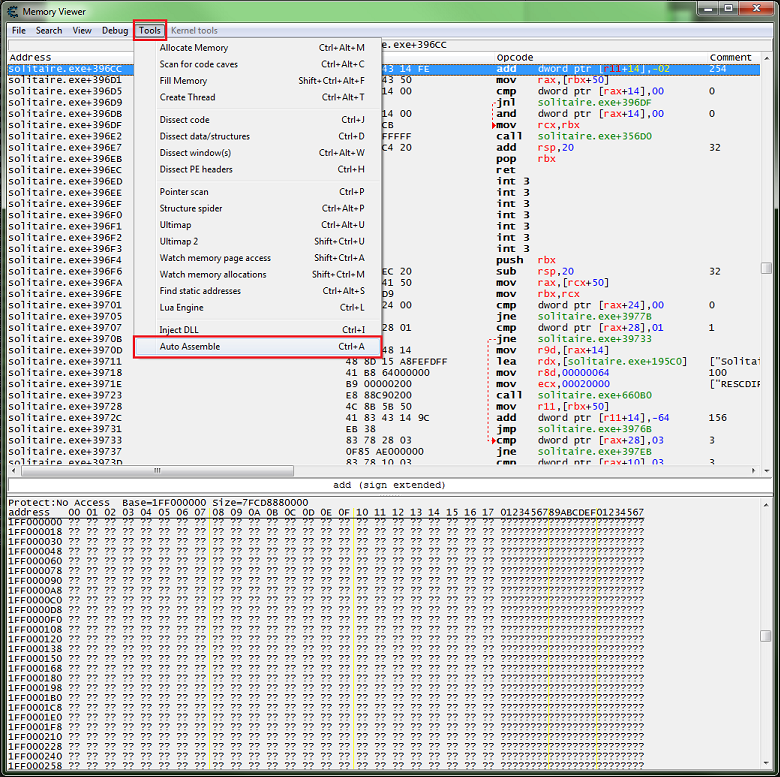 Memory Viewer
File Search View Debug Tools Kernel tools
.exe+396CC
Address Opcode Comment
solitaire.exe+396CC 43 14 FE add dword ptr [r11+14],-02 254
solitaire.exe+396D1 43 50 mov rax,[rbx+50]
solitaire.exe+396D5 14 00 cmp dword ptr [rax+14],00 0
solitaire.exe+396D9 jnl solitaire.exe+396DF
solitaire.exe+396DB 14 00 and dword ptr [rax+14],00 0
solitaire.exe+396DF CB mov rcx,rbx
solitaire.exe+396E2 FFFFF call solitaire.exe+356D0
solitaire.exe+396E7 C4 20 add rsp,20 32
solitaire.exe+396EB pop rbx
solitaire.exe+396EC ret
solitaire.exe+396ED int 3
solitaire.exe+396EE int 3
solitaire.exe+396EF int 3
solitaire.exe+396F0 int 3
solitaire.exe+396F1 int 3
solitaire.exe+396F2 int 3
solitaire.exe+396F3 int 3
solitaire.exe+396F4 push rbx
solitaire.exe+396F6 EC 20 sub rsp,20 32
solitaire.exe+396FA 41 50 mov rax,[rcx+50]
solitaire.exe+396FE D9 mov rbx,rcx
solitaire.exe+39701 24 00 cmp dword ptr [rax+24],00 0
solitaire.exe+39705 jne solitaire.exe+3977B
solitaire.exe+39707 28 01 cmp dword ptr [rax+28],01 1
solitaire.exe+3970B jne solitaire.exe+39733
solitaire.exe+3970D 48 14 mov r9d,[rax+14]
solitaire.exe+39711 48 8D 15 A8FEFDFF lea rdx,[solitaire.exe+195C0] ["Solita
solitaire.exe+39718 41 B8 64000000 mov r8d,00000064 100
solitaire.exe+3971E B9 00000200 mov ecx,00020000 ["RESCDIR
solitaire.exe+39723 E8 88C90200 call solitaire.exe+660B0
solitaire.exe+39728 4C 8B 5B 50 mov r11,[rbx+50]
solitaire.exe+3972C 41 83 43 14 9C add dword ptr [r11+14],-64 156
solitaire.exe+39731 EB 38 jmp solitaire.exe+3976B
solitaire.exe+39733 83 78 28 03 cmp dword ptr [rax+28],03 3
solitaire.exe+39737 0F85 AE000000 jne solitaire.exe+397EB
solitaire.exe+3973D 83 78 10 03 cmp dword ptr [rax+10],03 3
Allocate Memory Ctrl+Alt+M
Scan for code caves Ctrl+Alt+C
Fill Memory Shift+Ctrl+Alt+F
Create Thread Ctrl+Alt+T
Dissect code Ctrl+J
Dissect data/structures Ctrl+D
Dissect window(s) Ctrl+Alt+W
Dissect PE headers Ctrl+H
Pointer scan Ctrl+P
Structure spider Ctrl+Alt+P
Ultimap Ctrl+Alt+U
Ultimap 2 Shift+Ctrl+U
Watch memory page access Shift+Ctrl+A
Watch memory allocations Shift+Ctrl+M
Find static addresses Ctrl+Alt+S
Lua Engine Ctrl+L
Inject DLL Ctrl+I
Auto Assemble Ctrl+A
add (sign extended)
Protect:No Access Base=1FF000000 Size=7FCD8880000
address 00 01 02 03 04 05 06 07 08 09 0A 0B 0C 0D 0E 0F 10 11 12 13 14 15 16 17 0123456789ABCDEF01234567
1FF000000 ?? ?? ?? ?? ?? ?? ?? ?? ?? ?? ?? ?? ?? ?? ?? ?? ?? ?? ?? ?? ?? ?? ?? ?? ????????????????????????
1FF000018 ?? ?? ?? ?? ?? ?? ?? ?? ?? ?? ?? ?? ?? ?? ?? ?? ?? ?? ?? ?? ?? ?? ?? ?? ????????????????????????
1FF000030 ?? ?? ?? ?? ?? ?? ?? ?? ?? ?? ?? ?? ?? ?? ?? ?? ?? ?? ?? ?? ?? ?? ?? ?? ????????????????????????
1FF000048 ?? ?? ?? ?? ?? ?? ?? ?? ?? ?? ?? ?? ?? ?? ?? ?? ?? ?? ?? ?? ?? ?? ?? ?? ????????????????????????
1FF000060 ?? ?? ?? ?? ?? ?? ?? ?? ?? ?? ?? ?? ?? ?? ?? ?? ?? ?? ?? ?? ?? ?? ?? ?? ????????????????????????
1FF000078 ?? ?? ?? ?? ?? ?? ?? ?? ?? ?? ?? ?? ?? ?? ?? ?? ?? ?? ?? ?? ?? ?? ?? ?? ????????????????????????
1FF000090 ?? ?? ?? ?? ?? ?? ?? ?? ?? ?? ?? ?? ?? ?? ?? ?? ?? ?? ?? ?? ?? ?? ?? ?? ????????????????????????
1FF0000A8 ?? ?? ?? ?? ?? ?? ?? ?? ?? ?? ?? ?? ?? ?? ?? ?? ?? ?? ?? ?? ?? ?? ?? ?? ????????????????????????
1FF0000C0 ?? ?? ?? ?? ?? ?? ?? ?? ?? ?? ?? ?? ?? ?? ?? ?? ?? ?? ?? ?? ?? ?? ?? ?? ????????????????????????
1FF0000D8 ?? ?? ?? ?? ?? ?? ?? ?? ?? ?? ?? ?? ?? ?? ?? ?? ?? ?? ?? ?? ?? ?? ?? ?? ????????????????????????
1FF0000F0 ?? ?? ?? ?? ?? ?? ?? ?? ?? ?? ?? ?? ?? ?? ?? ?? ?? ?? ?? ?? ?? ?? ?? ?? ????????????????????????
1FF000108 ?? ?? ?? ?? ?? ?? ?? ?? ?? ?? ?? ?? ?? ?? ?? ?? ?? ?? ?? ?? ?? ?? ?? ?? ????????????????????????
1FF000120 ?? ?? ?? ?? ?? ?? ?? ?? ?? ?? ?? ?? ?? ?? ?? ?? ?? ?? ?? ?? ?? ?? ?? ?? ????????????????????????
1FF000138 ?? ?? ?? ?? ?? ?? ?? ?? ?? ?? ?? ?? ?? ?? ?? ?? ?? ?? ?? ?? ?? ?? ?? ?? ????????????????????????
1FF000150 ?? ?? ?? ?? ?? ?? ?? ?? ?? ?? ?? ?? ?? ?? ?? ?? ?? ?? ?? ?? ?? ?? ?? ?? ????????????????????????
1FF000168 ?? ?? ?? ?? ?? ?? ?? ?? ?? ?? ?? ?? ?? ?? ?? ?? ?? ?? ?? ?? ?? ?? ?? ?? ????????????????????????
1FF000180 ?? ?? ?? ?? ?? ?? ?? ?? ?? ?? ?? ?? ?? ?? ?? ?? ?? ?? ?? ?? ?? ?? ?? ?? ????????????????????????
1FF000198 ?? ?? ?? ?? ?? ?? ?? ?? ?? ?? ?? ?? ?? ?? ?? ?? ?? ?? ?? ?? ?? ?? ?? ?? ????????????????????????
1FF0001B0 ?? ?? ?? ?? ?? ?? ?? ?? ?? ?? ?? ?? ?? ?? ?? ?? ?? ?? ?? ?? ?? ?? ?? ?? ????????????????????????
1FF0001C8 ?? ?? ?? ?? ?? ?? ?? ?? ?? ?? ?? ?? ?? ?? ?? ?? ?? ?? ?? ?? ?? ?? ?? ?? ????????????????????????
1FF0001E0 ?? ?? ?? ?? ?? ?? ?? ?? ?? ?? ?? ?? ?? ?? ?? ?? ?? ?? ?? ?? ?? ?? ?? ?? ????????????????????????
1FF0001F8 ?? ?? ?? ?? ?? ?? ?? ?? ?? ?? ?? ?? ?? ?? ?? ?? ?? ?? ?? ?? ?? ?? ?? ?? ????????????????????????
1FF000210 ?? ?? ?? ?? ?? ?? ?? ?? ?? ?? ?? ?? ?? ?? ?? ?? ?? ?? ?? ?? ?? ?? ?? ?? ????????????????????????
1FF000228 ?? ?? ?? ?? ?? ?? ?? ?? ?? ?? ?? ?? ?? ?? ?? ?? ?? ?? ?? ?? ?? ?? ?? ?? ????????????????????????
1FF000240 ?? ?? ?? ?? ?? ?? ?? ?? ?? ?? ?? ?? ?? ?? ?? ?? ?? ?? ?? ?? ?? ?? ?? ?? ????????????????????????
1FF000258 ?? ?? ?? ?? ?? ?? ?? ?? ?? ?? ?? ?? ?? ?? ?? ?? ?? ?? ?? ?? ?? ?? ?? ?? ????????????????????????